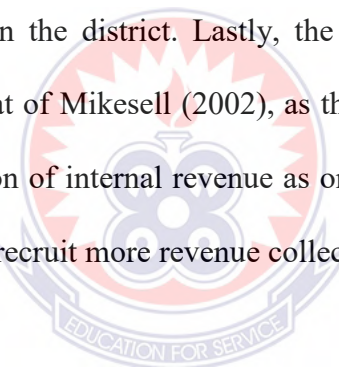 n the district. Lastly, the
at of Mikesell (2002), as th
on of internal revenue as or
recruit more revenue collec
EDUCATION FOR SERVICE